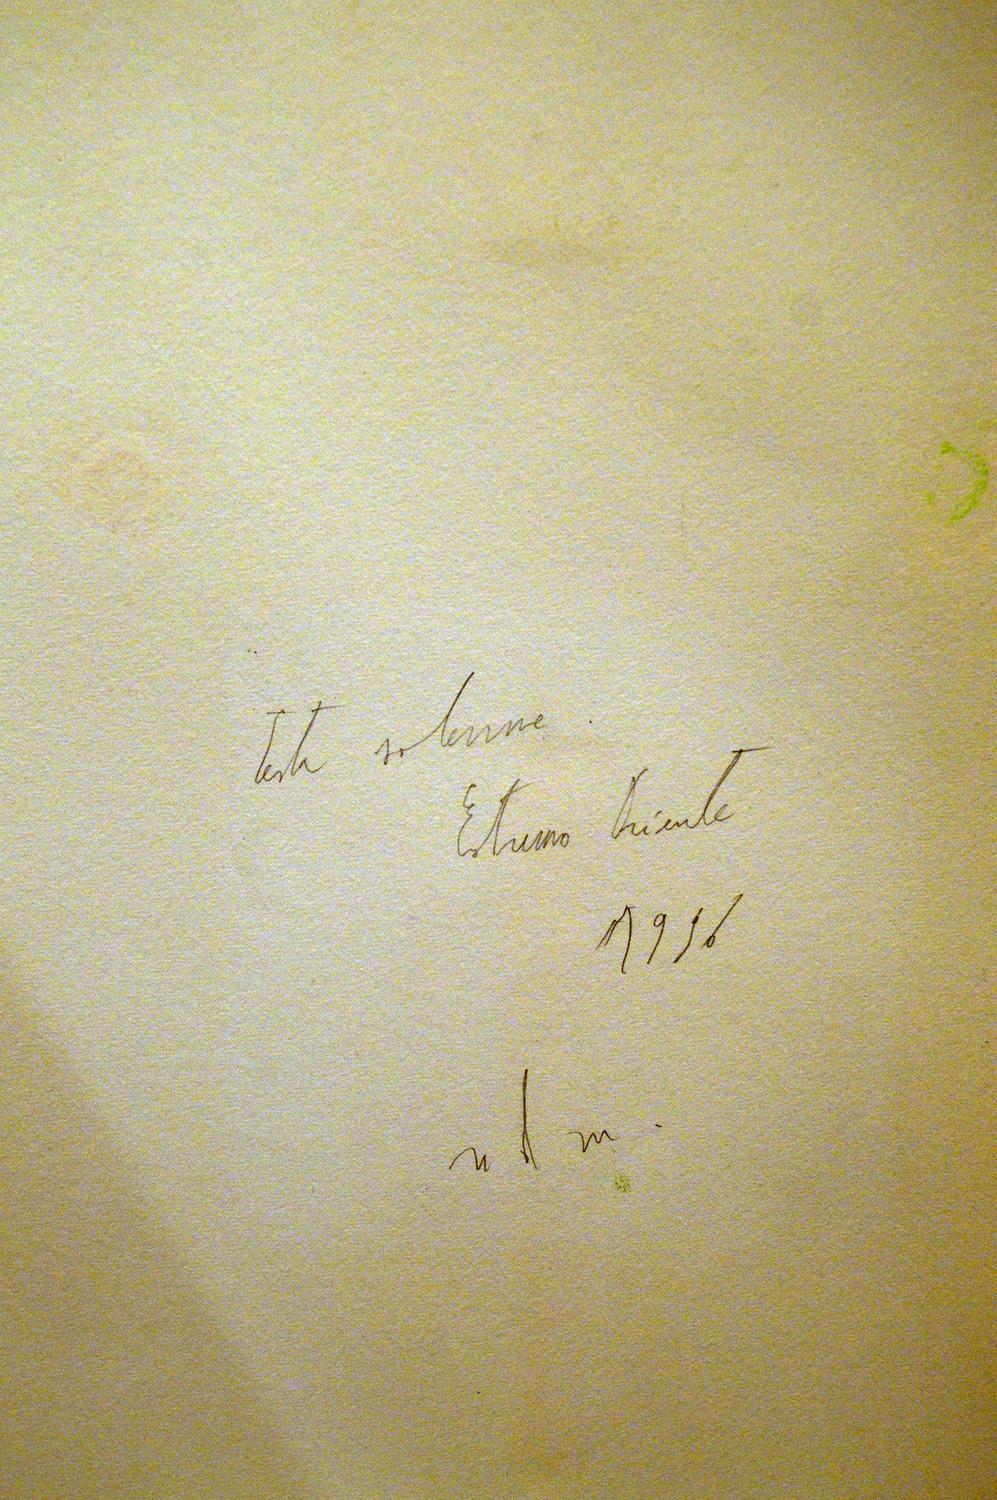 Testa solenne.
Estremo Oriente
1996